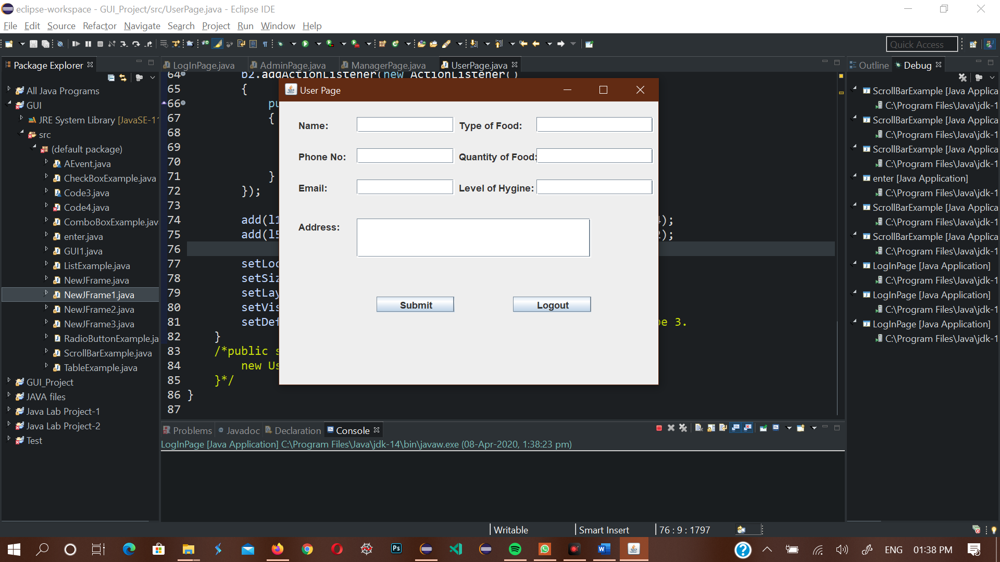 eclipse-workspace - GUI_Project/src/UserPage.java - Eclipse IDE
File Edit Source Refactor Navigate Search Project Run Window Help
Quick Access
Package Explorer
All Java Programs
GUI
JRE System Library [JavaSE-11
src
(default package)
AEvent.java
CheckBoxExample.java
Code3.java
Code4.java
ComboBoxExample.jav
enter.java
GUI1.java
ListExample.java
NewJFrame.java
NewJFrame1.java
NewJFrame2.java
NewJFrame3.java
RadioButtonExample.ja
ScrollBarExample.java
TableExample.java
GUI_Project
JAVA files
Java Lab Project-1
Java Lab Project-2
Test
LogInPage.java AdminPage.java ManagerPage.java UserPage.java
64 b2.addActionListener(new ActionListener()
65 {
66 pu
67 {
68
69
70
71 }
72 });
73
74 add(l1 4);
75 add(l5 2);
76
77 setLoc
78 setSiz
79 setLay
80 setVis
81 setDef be 3.
82 }
83 /*public s
84 new Us
85 }*/
86 }
87
User Page
Name: Type of Food:
Phone No: Quantity of Food:
Email: Level of Hygine:
Address:
Submit Logout
Problems Javadoc Declaration Console
LogInPage [Java Application] C:\Program Files\Java\jdk-14\bin\javaw.exe (08-Apr-2020, 1:38:23 pm)
Outline Debug
ScrollBarExample [Java Applica
C:\Program Files\Java\jdk-1
ScrollBarExample [Java Applica
C:\Program Files\Java\jdk-1
ScrollBarExample [Java Applica
C:\Program Files\Java\jdk-1
enter [Java Application]
C:\Program Files\Java\jdk-1
ScrollBarExample [Java Applica
C:\Program Files\Java\jdk-1
ScrollBarExample [Java Applica
C:\Program Files\Java\jdk-1
LogInPage [Java Application]
C:\Program Files\Java\jdk-1
LogInPage [Java Application]
C:\Program Files\Java\jdk-1
LogInPage [Java Application]
C:\Program Files\Java\jdk-1
Writable Smart Insert 76 : 9 : 1797
Ps
ENG 01:38 PM